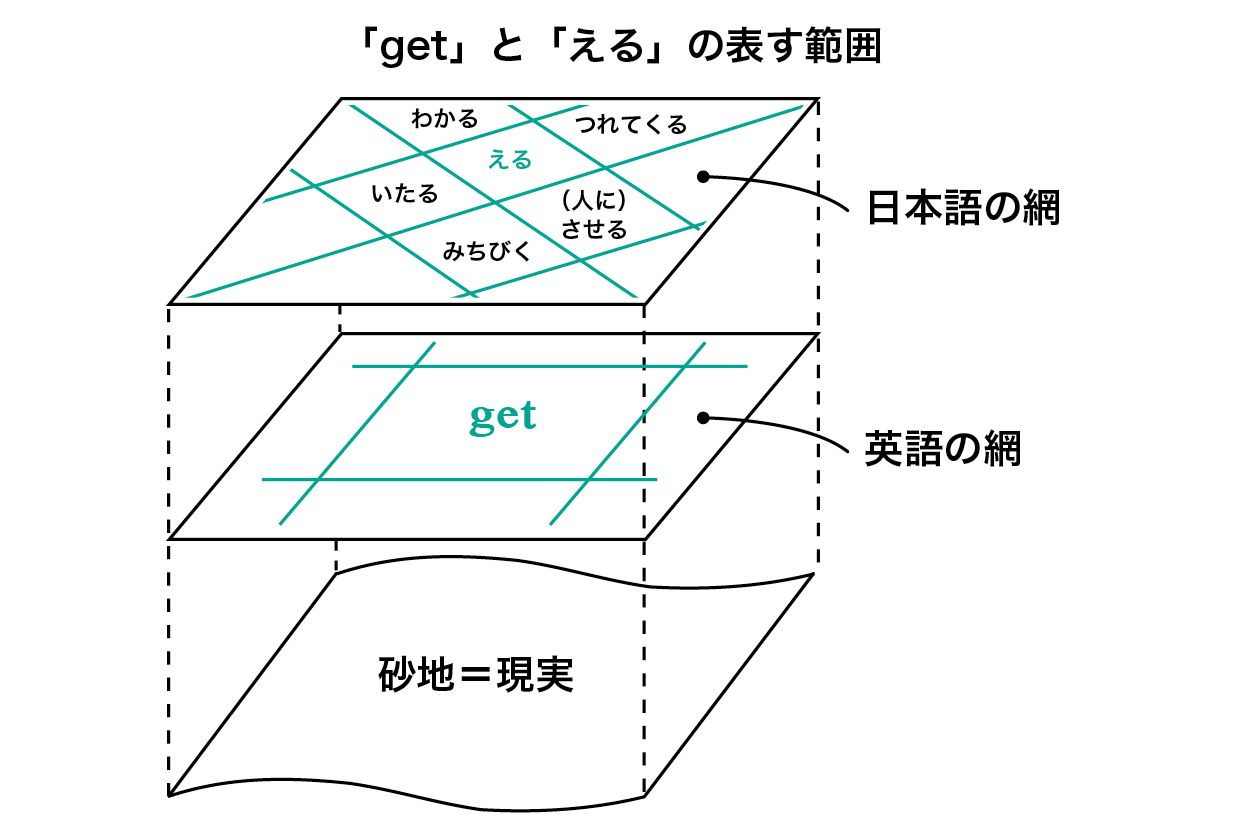 「get」と「える」の表す範囲
わかる
つれてくる
える
いたる
（人に）
させる
みちびく
日本語の網
get
英語の網
砂地＝現実